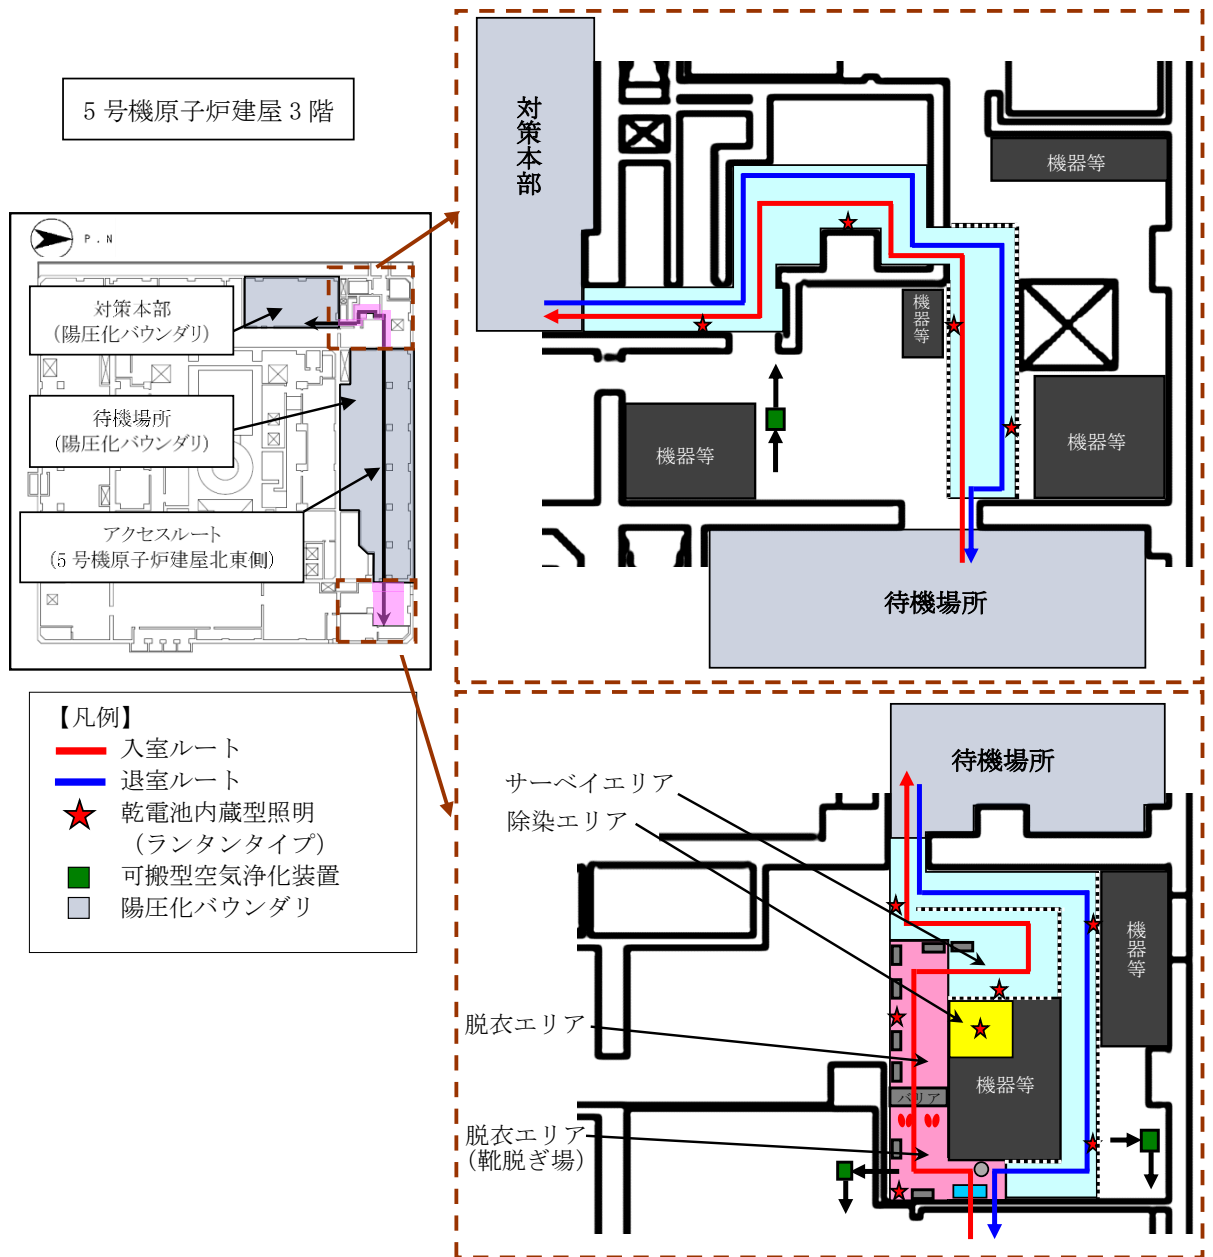 5号機原子炉建屋3階
P.N
対策本部
(陽圧化バウンダリ)
待機場所
(陽圧化バウンダリ)
アクセスルート
(5号機原子炉建屋北東側)
【凡例】
入室ルート
退室ルート
乾電池内蔵型照明
(ランタンタイプ)
可搬型空気浄化装置
陽圧化バウンダリ
対策本部
機器等
機器等
機器等
機器等
待機場所
待機場所
サーベイエリア
除染エリア
機器等
脱衣エリア
機器等
バリア
脱衣エリア
(靴脱ぎ場)